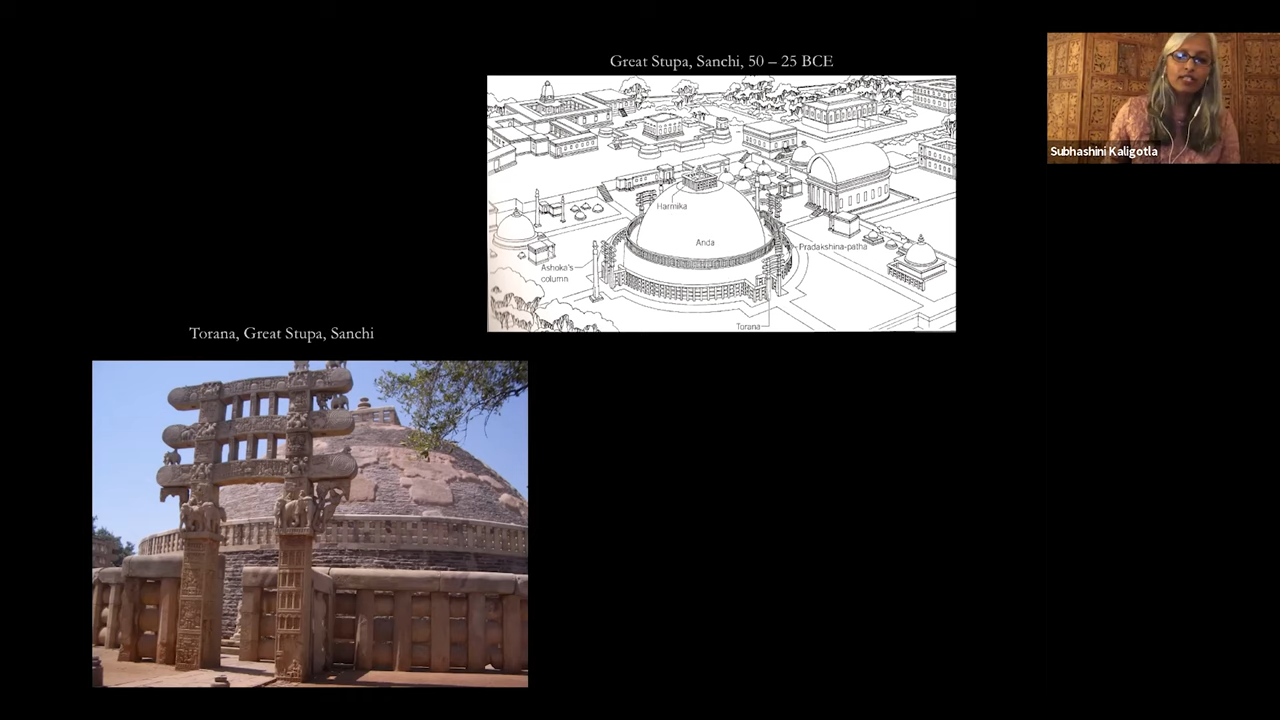 Great Stupa, Sanchi, 50 – 25 BCE
Subhashini Kaligotla
Harmika
Anda
Pradakshina-patha
Ashoka's
column
Torana
Torana, Great Stupa, Sanchi